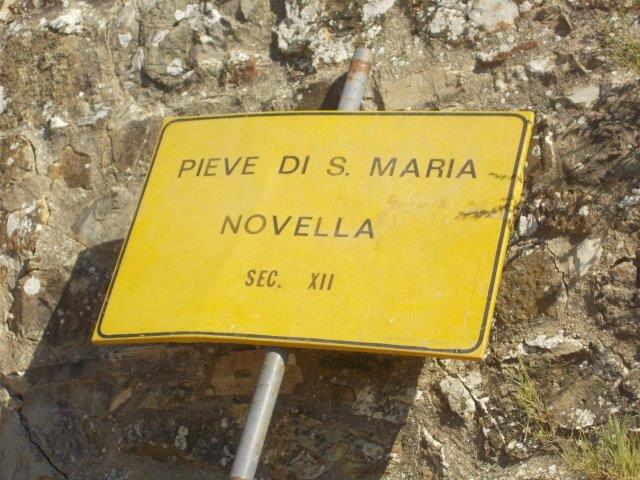 PIEVE DI S. MARIA
NOVELLA
SEC. XII